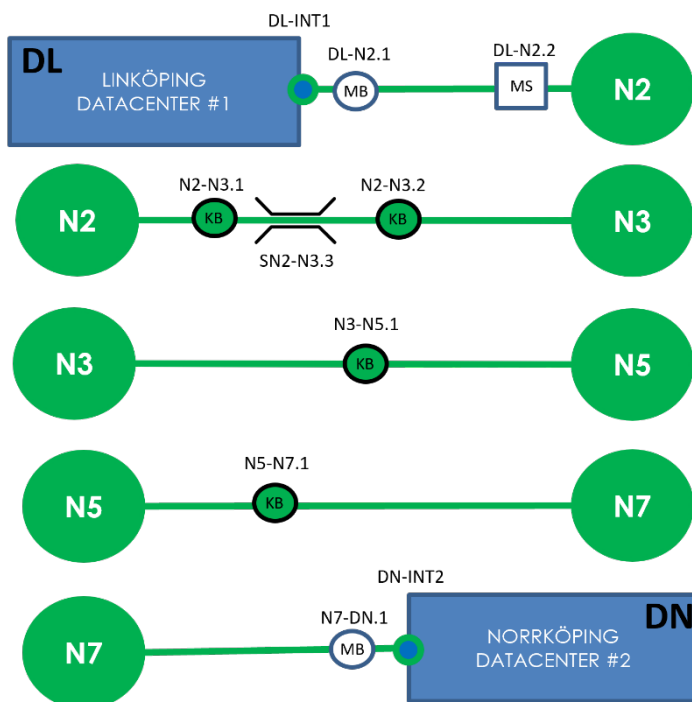 DL-INT1
DL
LINKÖPING
DATACENTER #1
DL-N2.1
MB
DL-N2.2
MS
N2
N2
N2-N3.1
KB
SN2-N3.3
N2-N3.2
KB
N3
N3
N3-N5.1
KB
N5
N5
N5-N7.1
KB
N7
N7
N7-DN.1
MB
DN-INT2
DN
NORRKÖPING
DATACENTER #2